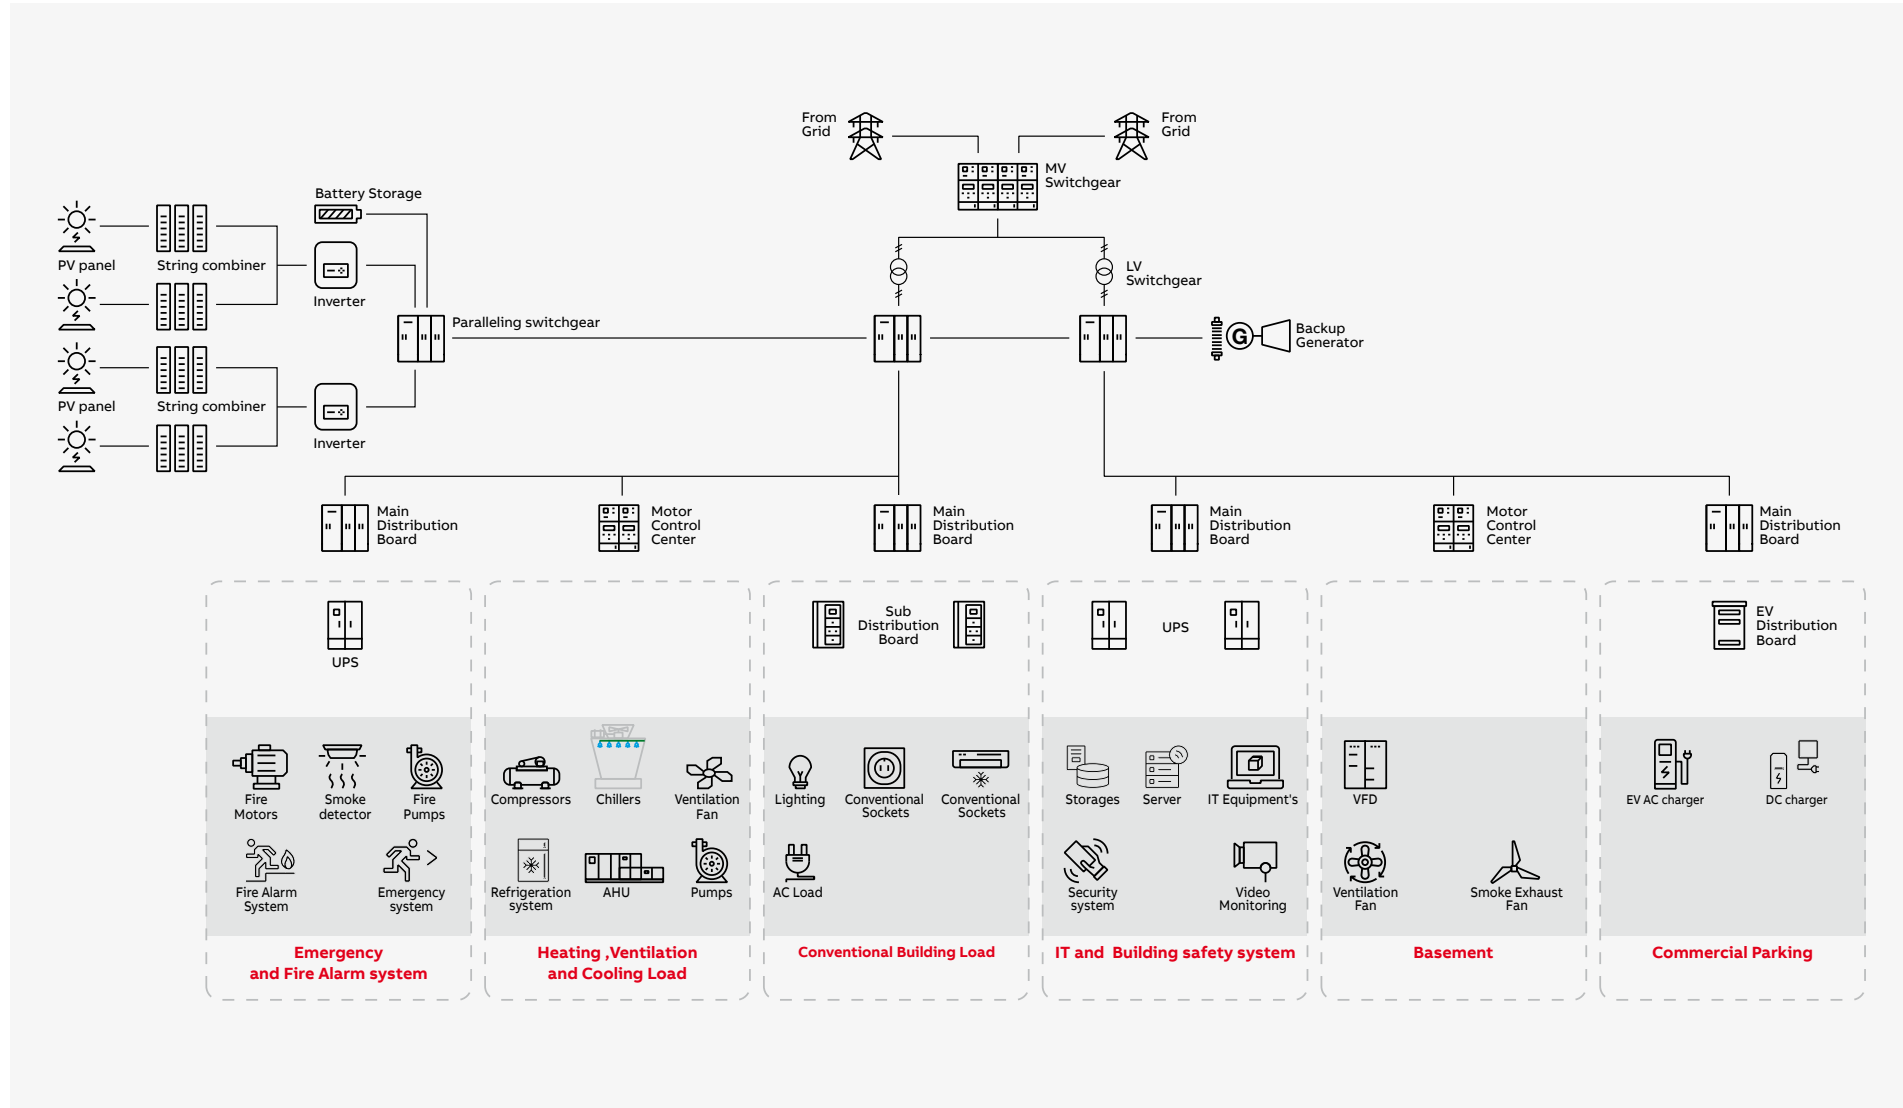 From
Grid
From
Grid
MV
Switchgear
Battery Storage
PV panel
String combiner
Inverter
LV
Switchgear
Paralleling switchgear
G
Backup
Generator
PV panel
String combiner
Inverter
Main
Distribution
Board
Motor
Control
Center
Main
Distribution
Board
Main
Distribution
Board
Motor
Control
Center
Main
Distribution
Board
UPS
Sub
Distribution
Board
UPS
EV
Distribution
Board
Fire
Motors
Smoke
detector
Fire
Pumps
Fire Alarm
System
Emergency
system
Emergency
and Fire Alarm system
Compressors
Chillers
Ventilation
Fan
Refrigeration
system
AHU
Pumps
Heating ,Ventilation
and Cooling Load
Lighting
Conventional
Sockets
Conventional
Sockets
AC Load
Conventional Building Load
Storages
Server
IT Equipment's
Security
system
Video
Monitoring
IT and Building safety system
VFD
Ventilation
Fan
Smoke Exhaust
Fan
Basement
EV AC charger
DC charger
Commercial Parking